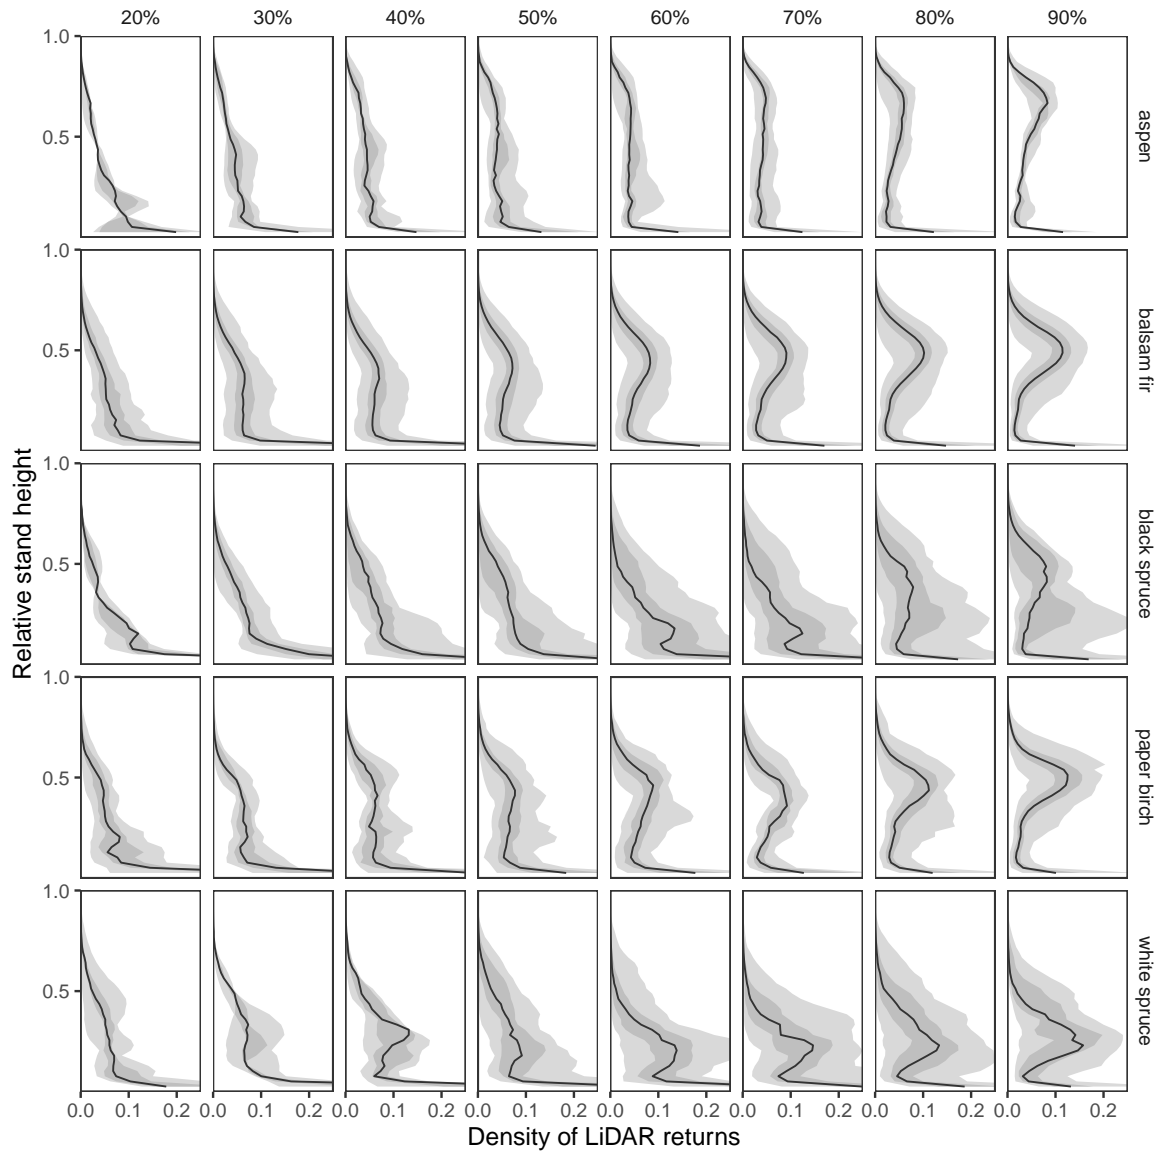 20% 30% 40% 50% 60% 70% 80% 90%
1.0
0.5
aspen
1.0
0.5
balsam fir
1.0
0.5
black spruce
1.0
0.5
paper birch
1.0
0.5
white spruce
Relative stand height
0.0 0.1 0.2 0.0 0.1 0.2 0.0 0.1 0.2 0.0 0.1 0.2 0.0 0.1 0.2 0.0 0.1 0.2 0.0 0.1 0.2 0.0 0.1 0.2
Density of LiDAR returns